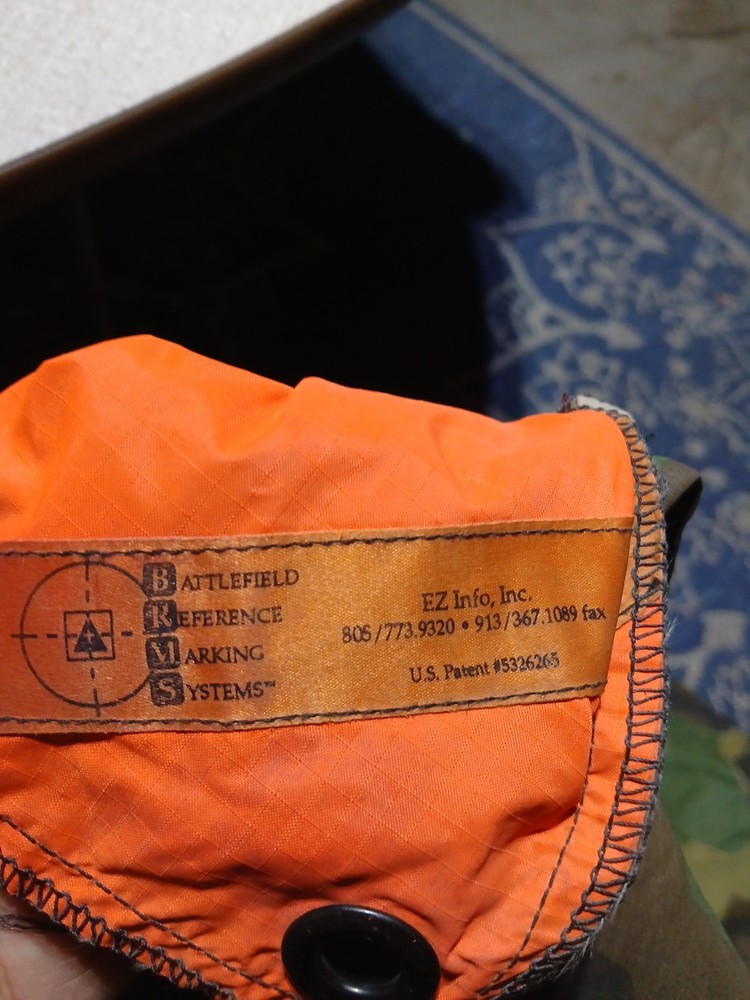 BATTLEFIELD
REFERENCE
MARKING
SYSTEMS™
EZ Info, Inc.
805/773.9320 • 913/367.1089 fax
U.S. Patent #5326265